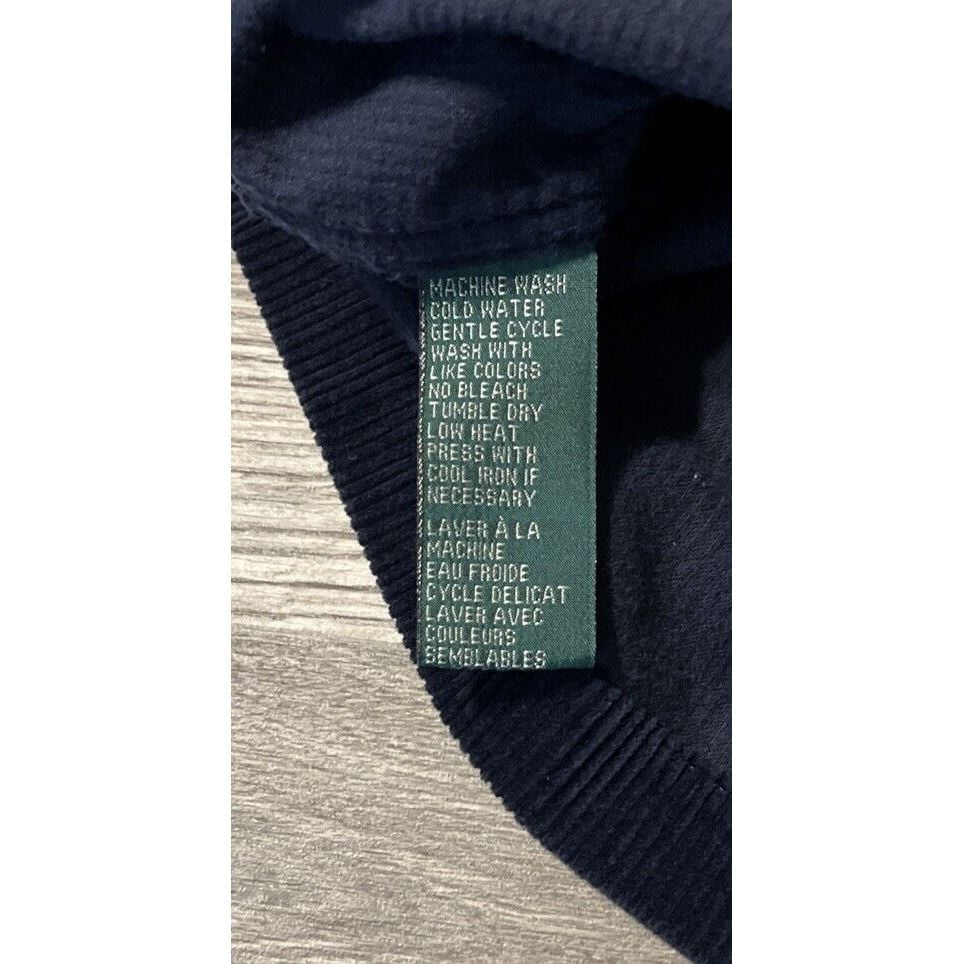 MACHINE WASH
COLD WATER
GENTLE CYCLE
WASH WITH
LIKE COLORS
NO BLEACH
TUMBLE DRY
LOW HEAT
PRESS WITH
COOL IRON IF
NECESSARY
LAVER À LA
MACHINE
EAU FROIDE
CYCLE DELICAT
LAVER AVEC
COULEURS
SEMBLABLES